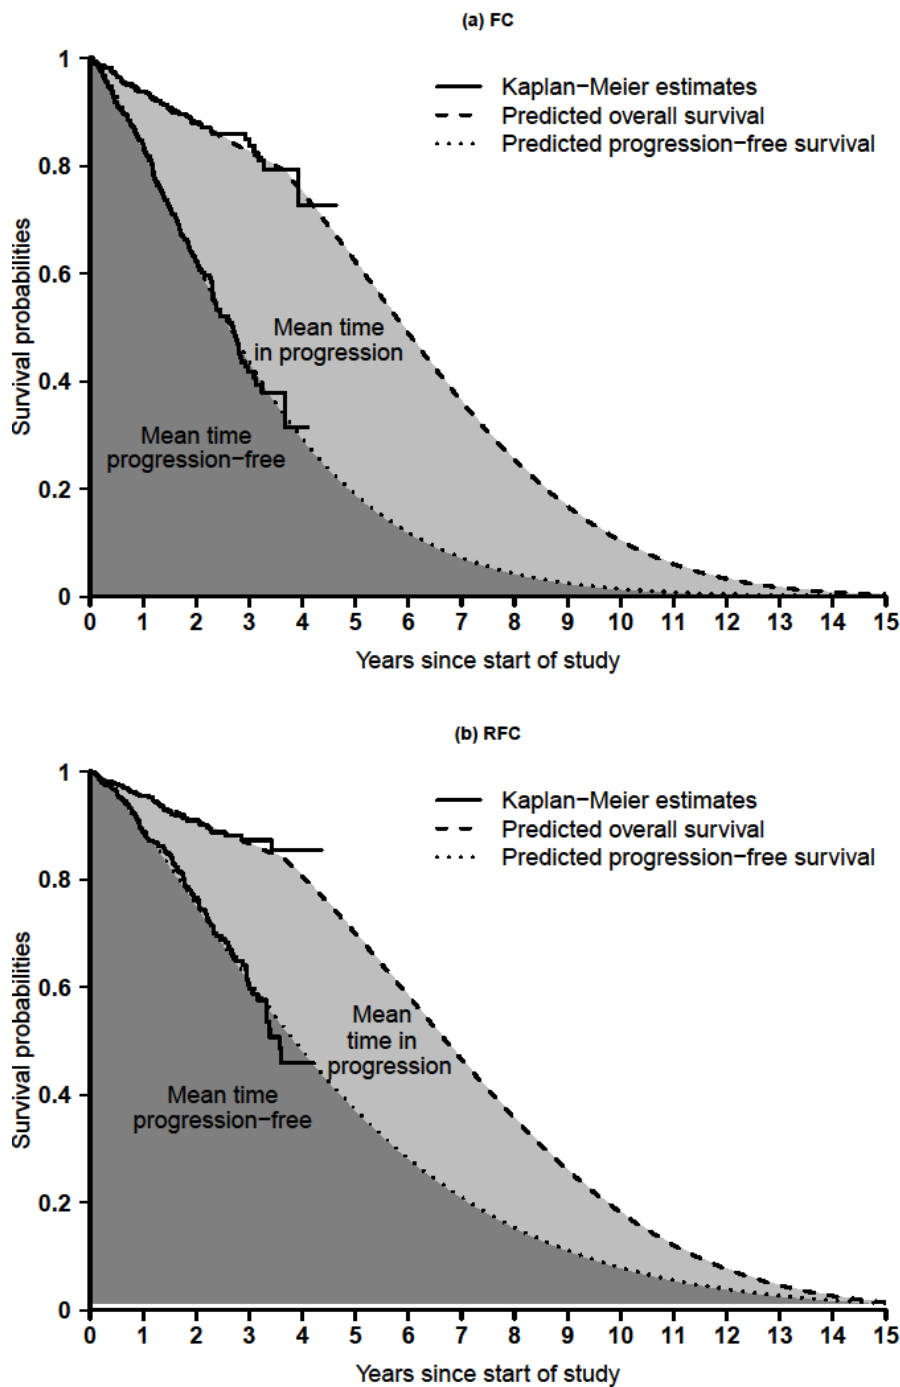 (a) FC
1
Kaplan−Meier estimates
Predicted overall survival
Predicted progression−free survival
0.8
Survival probabilities
0.6
Mean time
in progression
0.4
Mean time
progression−free
0.2
0
0 1 2 3 4 5 6 7 8 9 10 11 12 13 14 15
Years since start of study
(b) RFC
1
Kaplan−Meier estimates
Predicted overall survival
Predicted progression−free survival
0.8
Survival probabilities
0.6
Mean
time in
progression
0.4
Mean time
progression−free
0.2
0
0 1 2 3 4 5 6 7 8 9 10 11 12 13 14 15
Years since start of study